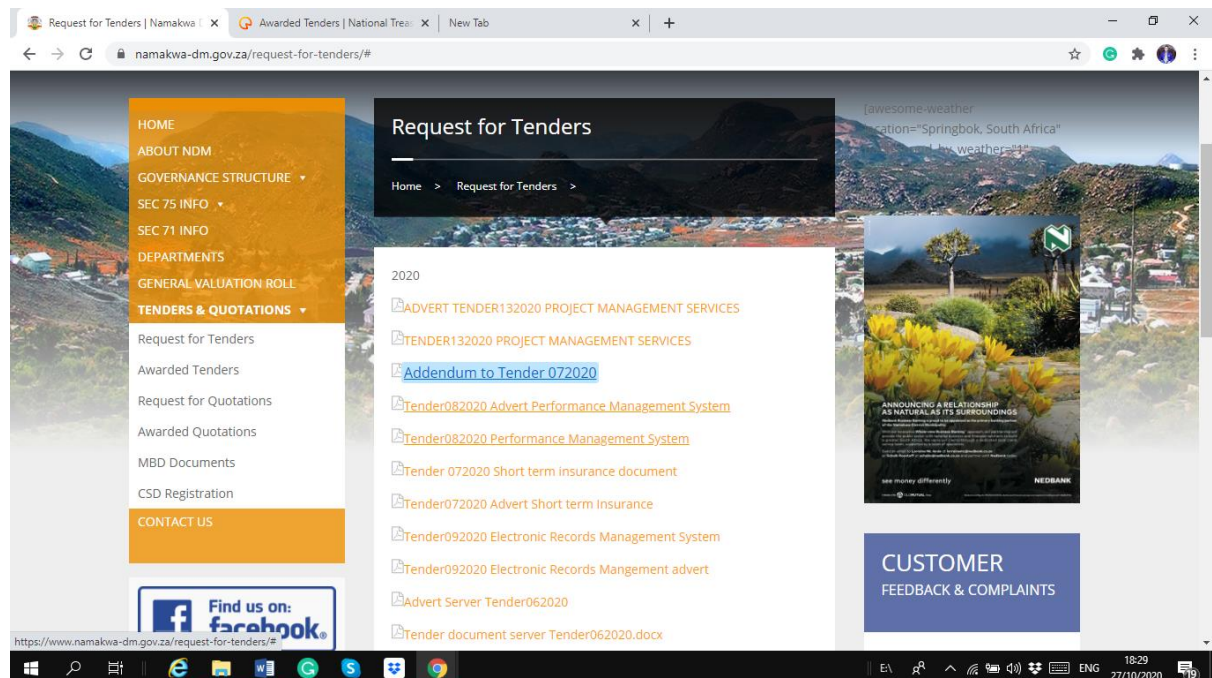 Request for Tenders | Namakwa D
Awarded Tenders | National Treas
New Tab
namakwa-dm.gov.za/request-for-tenders/#
HOME
ABOUT NDM
GOVERNANCE STRUCTURE
SEC 75 INFO
SEC 71 INFO
DEPARTMENTS
GENERAL VALUATION ROLL
TENDERS & QUOTATIONS
Request for Tenders
Awarded Tenders
Request for Quotations
Awarded Quotations
MBD Documents
CSD Registration
CONTACT US
Find us on:
facebook®
Request for Tenders
Home > Request for Tenders >
2020
ADVERT TENDER132020 PROJECT MANAGEMENT SERVICES
TENDER132020 PROJECT MANAGEMENT SERVICES
Addendum to Tender 072020
Tender082020 Advert Performance Management System
Tender082020 Performance Management System
Tender 072020 Short term insurance document
Tender072020 Advert Short term Insurance
Tender092020 Electronic Records Management System
Tender092020 Electronic Records Mangement advert
Advert Server Tender062020
Tender document server Tender062020.docx
[awesome-weather
location="Springbok, South Africa"
weather="1"
ANNOUNCING A RELATIONSHIP
AS NATURAL AS ITS SURROUNDINGS
see money differently
NEDBANK
CUSTOMER
FEEDBACK & COMPLAINTS
https://www.namakwa-dm.gov.za/request-for-tenders/#
E:\
ENG
18:29
27/10/2020
19